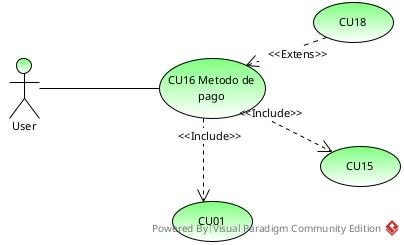 CU18
<<Extens>>
CU16 Metodo de
pago
<<Include>>
User
<<Include>>
CU15
CU01
Powered By Visual Paradigm Community Edition